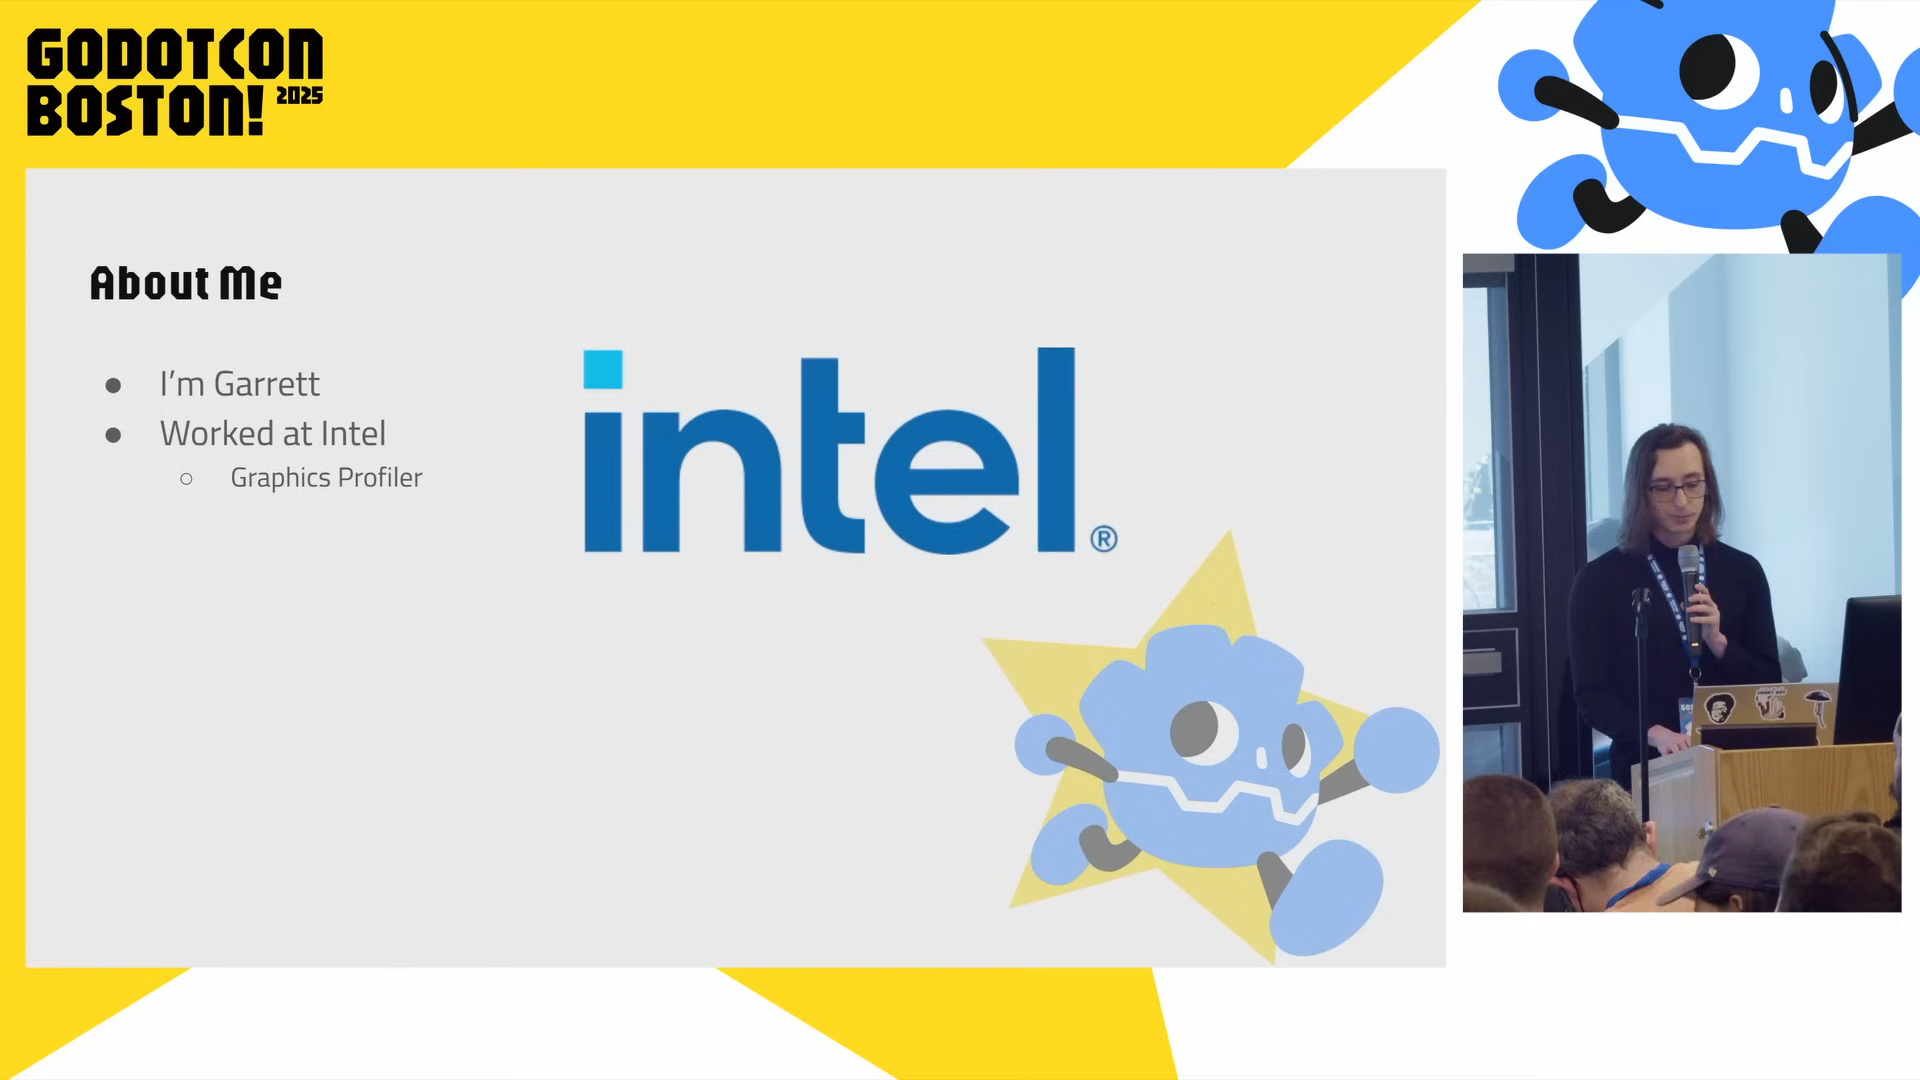 GODOTCON
BOSTON! 2025
About Me
● I’m Garrett
● Worked at Intel
○ Graphics Profiler
intel®